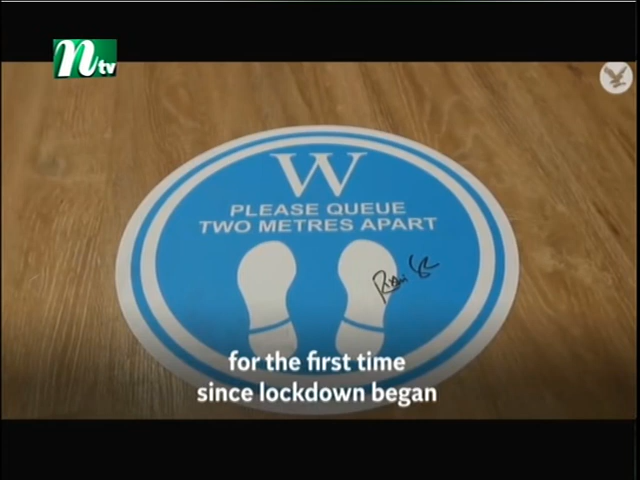 ntv
W
PLEASE QUEUE
TWO METRES APART
for the first time
since lockdown began